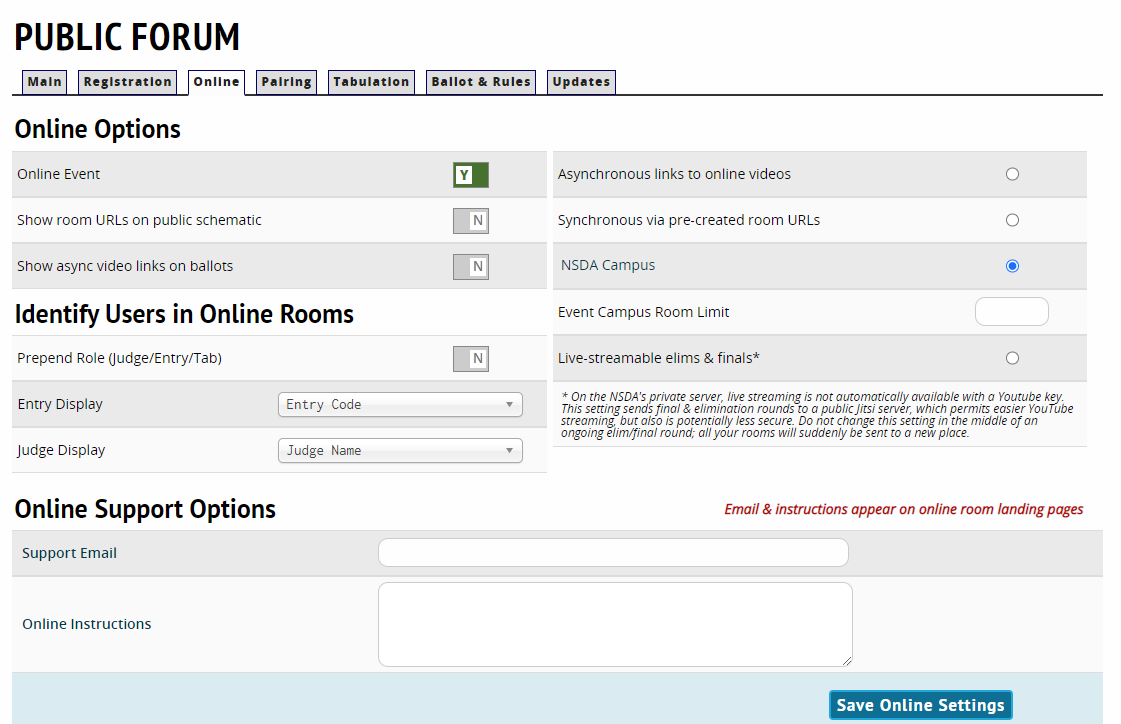 PUBLIC FORUM
Main
Registration
Online
Pairing
Tabulation
Ballot & Rules
Updates
Online Options
Online Event
Y
Show room URLs on public schematic
N
Show async video links on ballots
N
Identify Users in Online Rooms
Prepend Role (Judge/Entry/Tab)
N
Entry Display
Entry Code
Judge Display
Judge Name
Asynchronous links to online videos
Synchronous via pre-created room URLs
NSDA Campus
Event Campus Room Limit
Live-streamable elims & finals*
* On the NSDA's private server, live streaming is not automatically available with a Youtube key.
This setting sends final & elimination rounds to a public Jitsi server, which permits easier YouTube
streaming, but also is potentially less secure. Do not change this setting in the middle of an
ongoing elim/final round; all your rooms will suddenly be sent to a new place.
Online Support Options
Email & instructions appear on online room landing pages
Support Email
Online Instructions
Save Online Settings